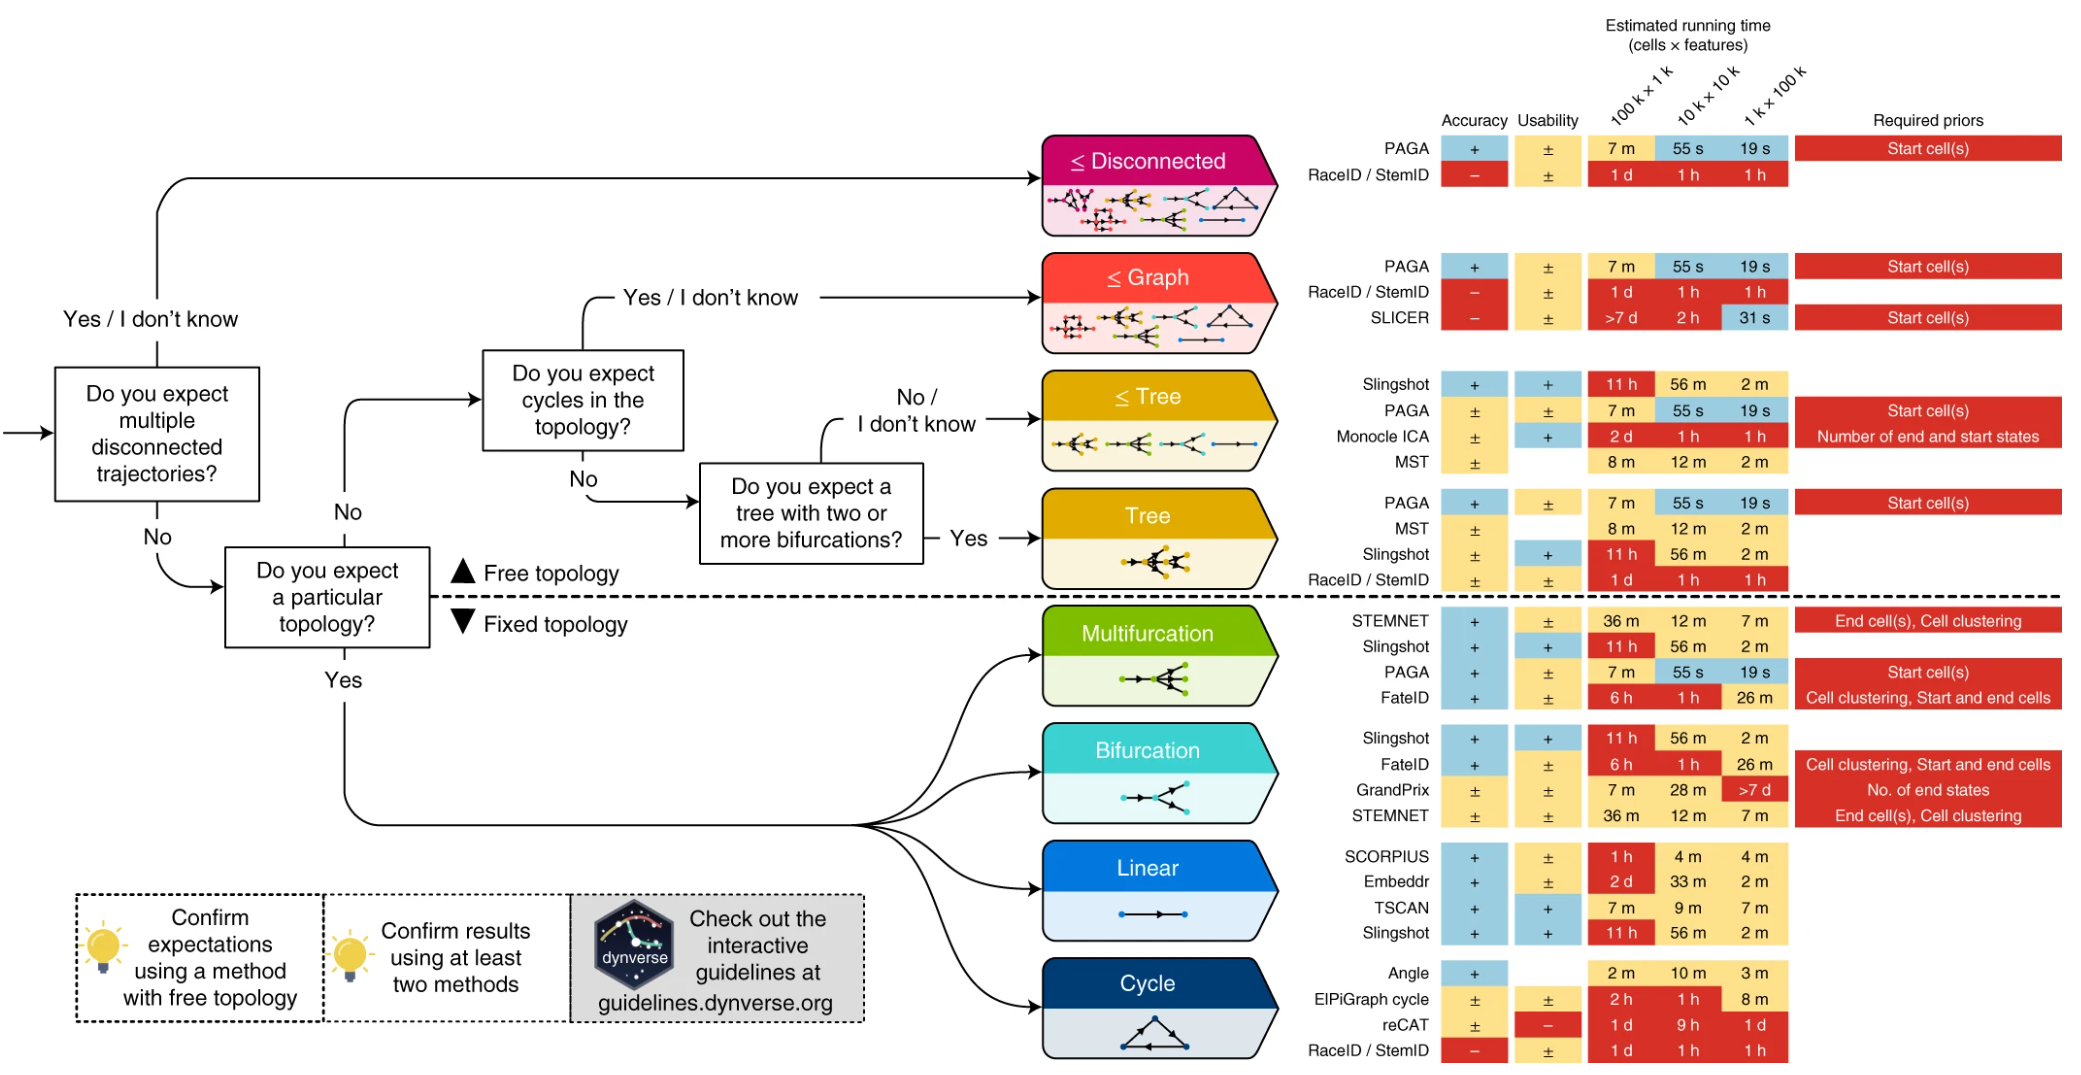 Estimated running time
(cells × features)
100 k × 1 k
10 k × 10 k
1 k × 100 k
Accuracy
Usability
Required priors
≤ Disconnected
PAGA + ± 7 m 55 s 19 s Start cell(s)
RaceID / StemID – ± 1 d 1 h 1 h
≤ Graph
PAGA + ± 7 m 55 s 19 s Start cell(s)
RaceID / StemID – ± 1 d 1 h 1 h
SLICER – ± >7 d 2 h 31 s Start cell(s)
≤ Tree
Slingshot + + 11 h 56 m 2 m
PAGA ± ± 7 m 55 s 19 s Start cell(s)
Monocle ICA ± + 2 d 1 h 1 h Number of end and start states
MST ± 8 m 12 m 2 m
Tree
PAGA + ± 7 m 55 s 19 s Start cell(s)
MST ± 8 m 12 m 2 m
Slingshot ± + 11 h 56 m 2 m
RaceID / StemID ± ± 1 d 1 h 1 h
Multifurcation
STEMNET + ± 36 m 12 m 7 m End cell(s), Cell clustering
Slingshot + + 11 h 56 m 2 m
PAGA + ± 7 m 55 s 19 s Start cell(s)
FateID + ± 6 h 1 h 26 m Cell clustering, Start and end cells
Bifurcation
Slingshot + + 11 h 56 m 2 m
FateID + ± 6 h 1 h 26 m Cell clustering, Start and end cells
GrandPrix ± ± 7 m 28 m >7 d No. of end states
STEMNET ± ± 36 m 12 m 7 m End cell(s), Cell clustering
Linear
SCORPIUS + ± 1 h 4 m 4 m
Embeddr + ± 2 d 33 m 2 m
TSCAN + + 7 m 9 m 7 m
Slingshot + + 11 h 56 m 2 m
Cycle
Angle + 2 m 10 m 3 m
ElPiGraph cycle ± ± 2 h 1 h 8 m
reCAT ± – 1 d 9 h 1 d
RaceID / StemID – ± 1 d 1 h 1 h
Yes / I don't know
Do you expect
multiple
disconnected
trajectories?
No
Do you expect
a particular
topology?
No
Yes
Do you expect
cycles in the
topology?
Yes / I don't know
No
Do you expect a
tree with two or
more bifurcations?
No /
I don't know
Yes
▲ Free topology
▼ Fixed topology
Confirm
expectations
using a method
with free topology
Confirm results
using at least
two methods
dynverse
Check out the
interactive
guidelines at
guidelines.dynverse.org